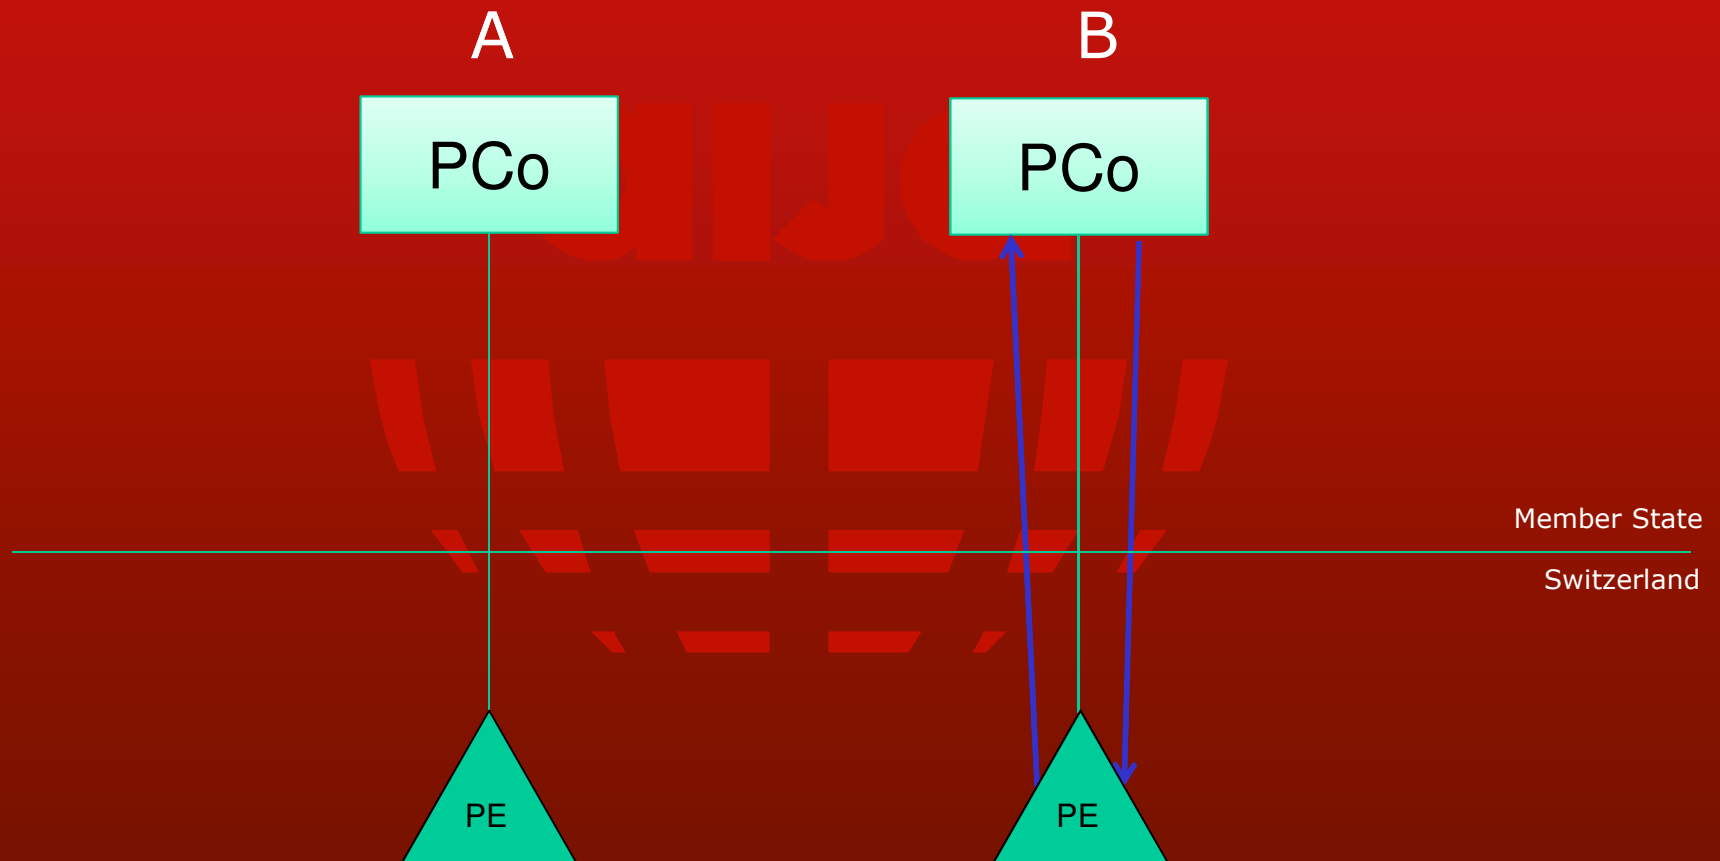 A
B
PCo
PCo
Member State
Switzerland
PE
PE